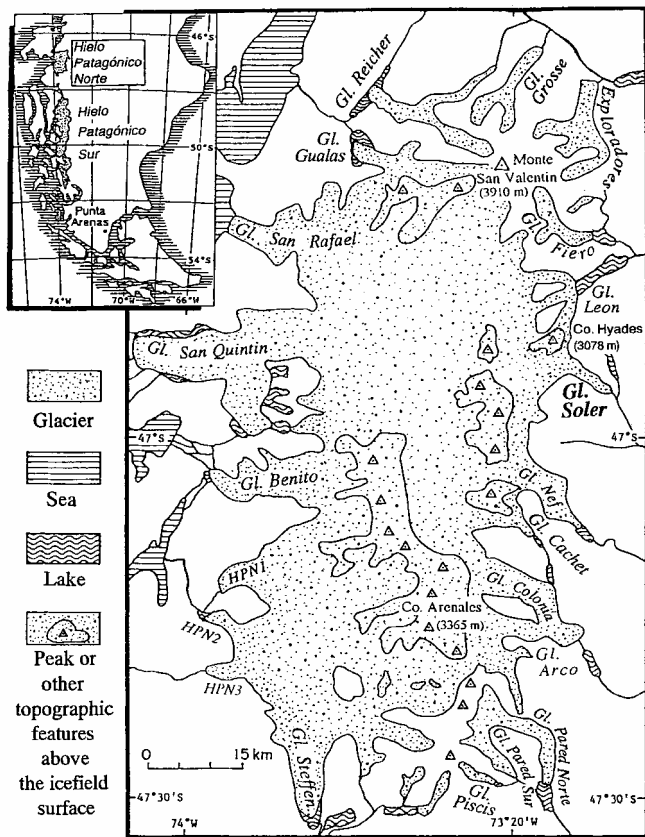 Hielo
Patagónico
Norte
Hielo
Patagónico
Sur
Punta
Arenas
46°S
50°S
54°S
74°W
70°W
66°W
Gl. Reicher
Gl.
Grosse
Exploradores
Gl.
Gualas
Monte
San Valentin
(3910 m)
Gl. San Rafael
Gl. Fiero
Gl.
Leon
Co. Hyades
(3078 m)
Gl. San Quintin
Gl.
Soler
47°S
47°S
Gl. Benito
Gl. Nef
Gl. Cachet
HPN1
Gl. Colonia
Co. Arenales
(3365 m)
HPN2
Gl.
Arco
HPN3
Gl. Pared Norte
Gl. Pared Sur
Gl. Steffen
Gl.
Piscis
47°30'S
47°30'S
74°W
73°20'W
0
15 km
Glacier
Sea
Lake
Peak or
other
topographic
features
above
the icefield
surface